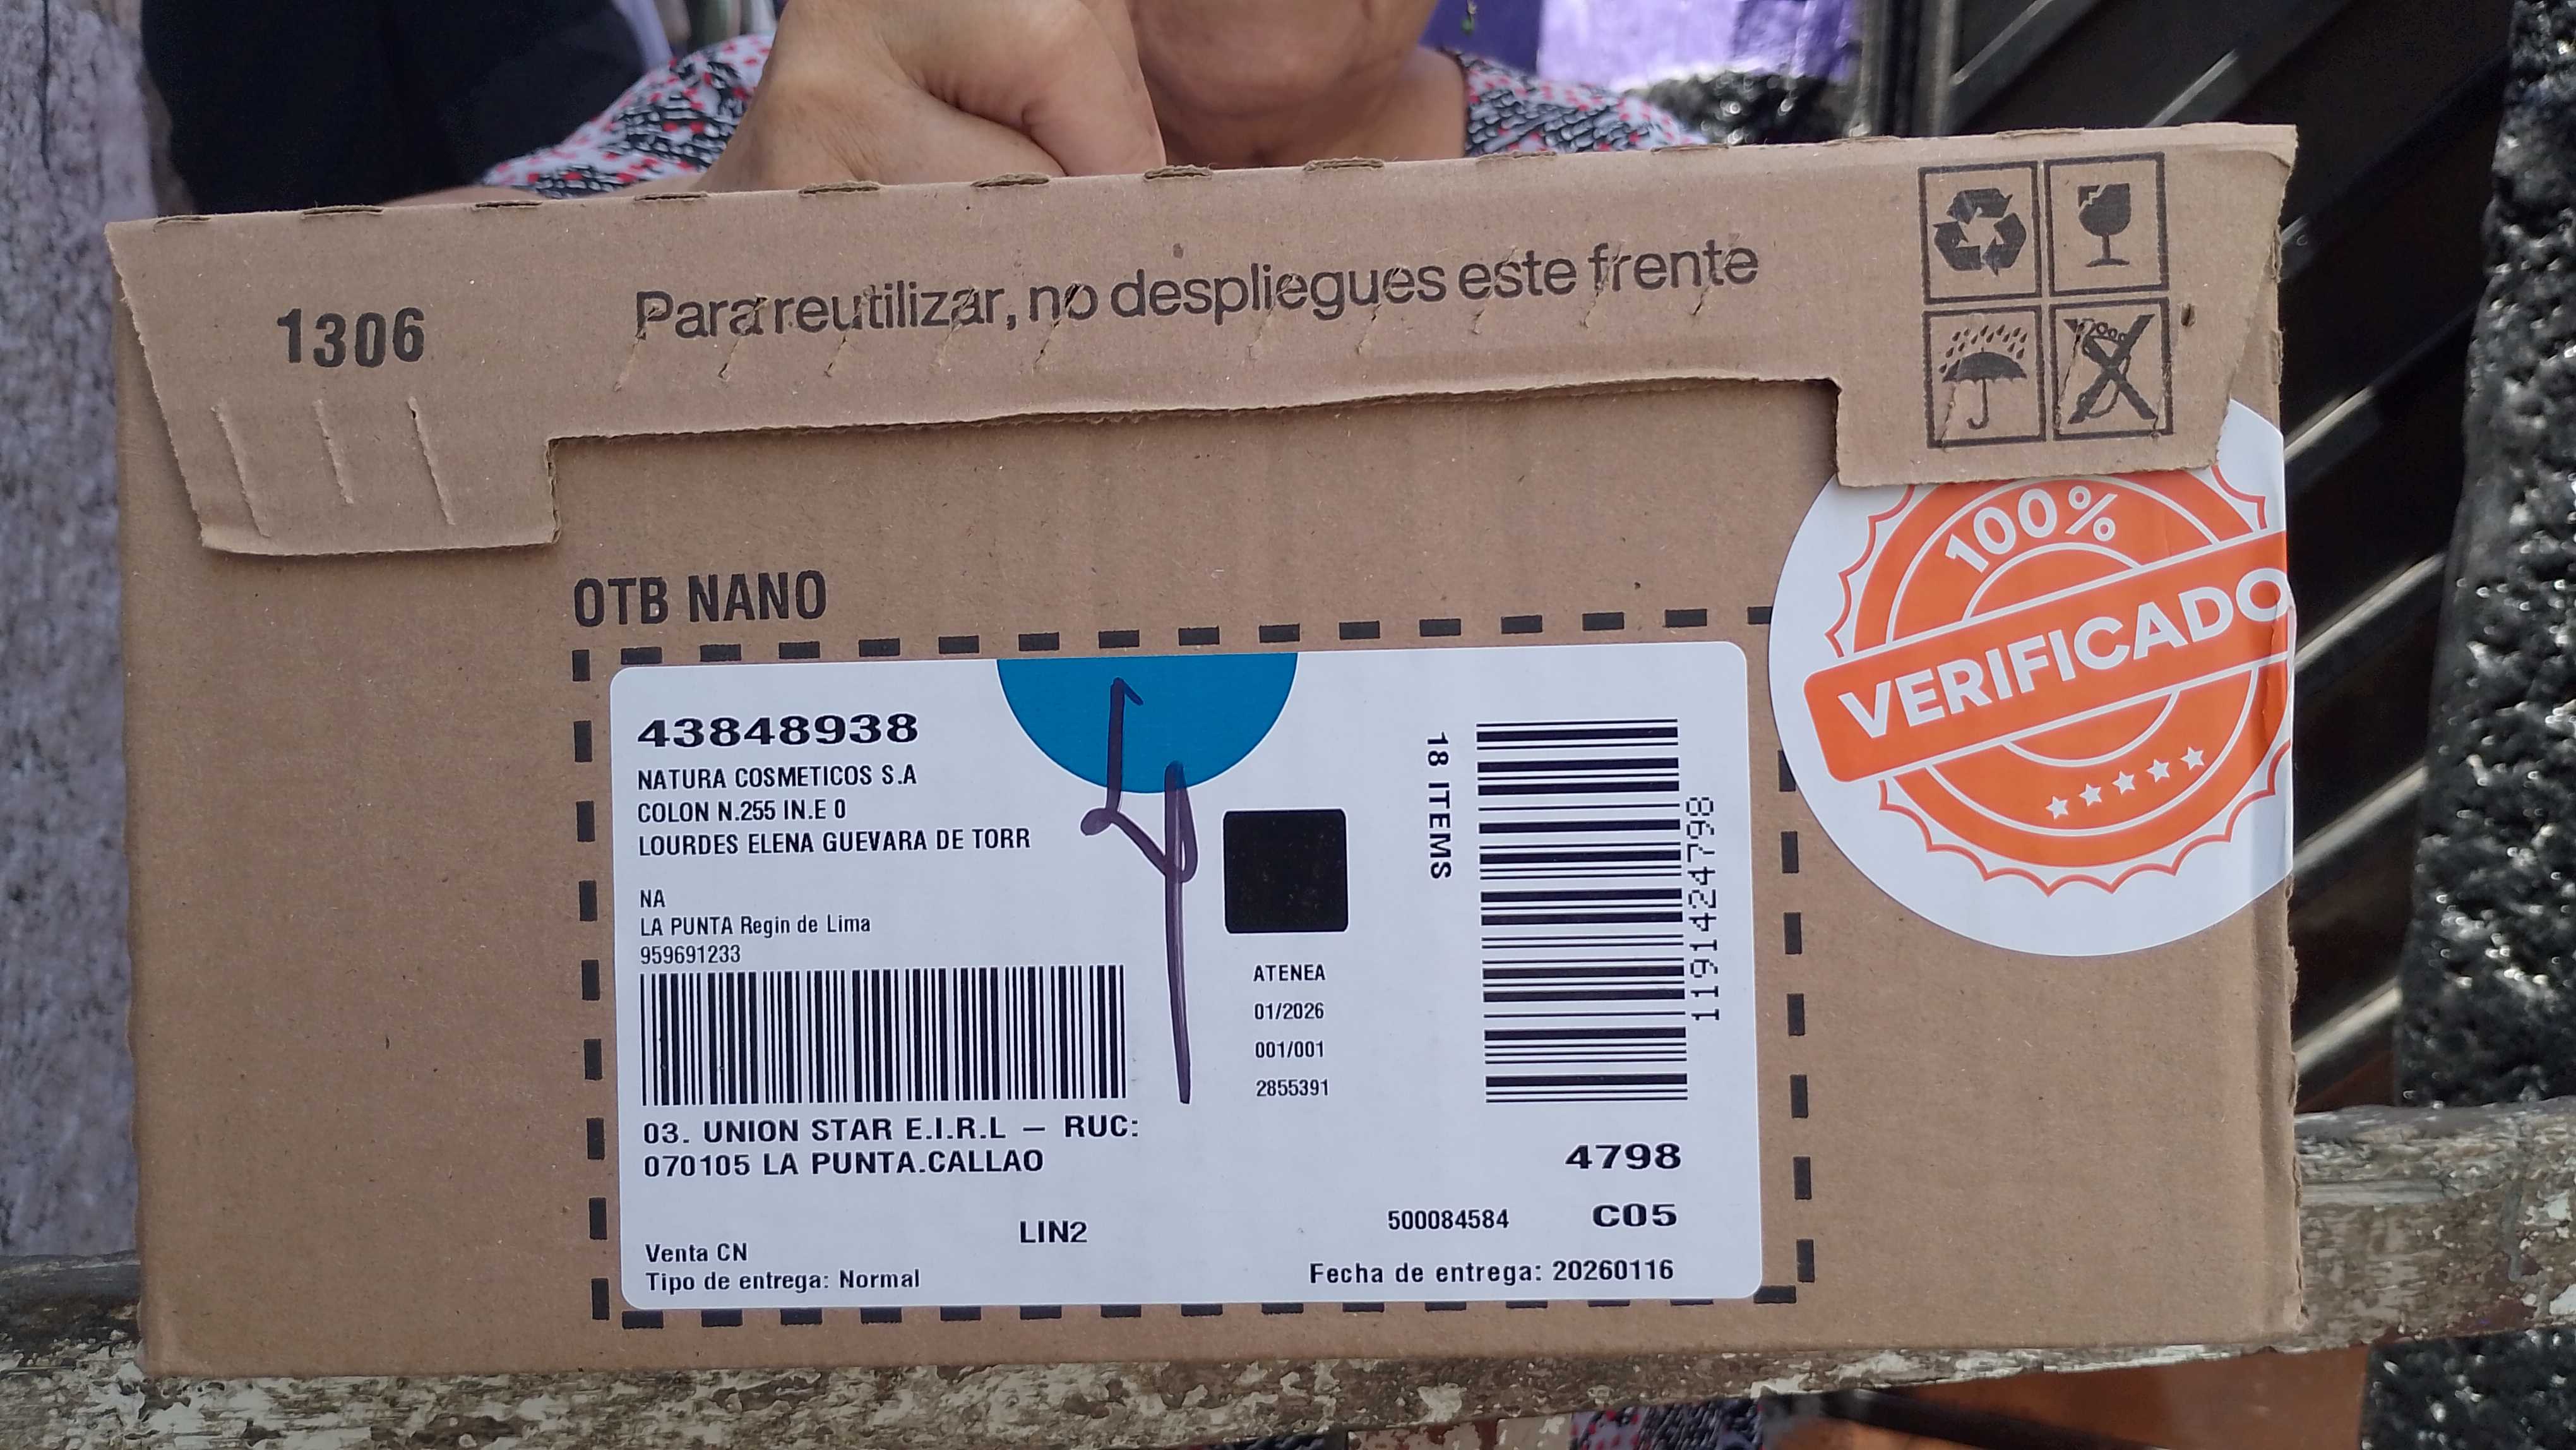 1306
Para reutilizar, no despliegues este frente
OTB NANO
100%
VERIFICADO
43848938
NATURA COSMETICOS S.A
COLON N.255 IN.E 0
LOURDES ELENA GUEVARA DE TORR
NA
LA PUNTA Regin de Lima
959691233
18 ITEMS
1191424798
ATENEA
01/2026
001/001
2855391
03. UNION STAR E.I.R.L – RUC:
070105 LA PUNTA.CALLAO
4798
LIN2
500084584
C05
Venta CN
Tipo de entrega: Normal
Fecha de entrega: 20260116